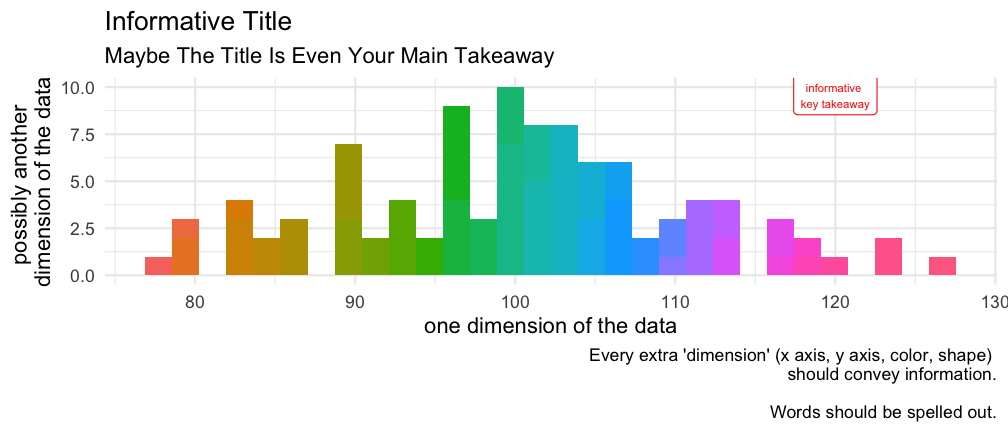 Informative Title
Maybe The Title Is Even Your Main Takeaway
possibly another
dimension of the data
10.0
7.5
5.0
2.5
0.0
informative
key takeaway
80
90
100
110
120
130
one dimension of the data
Every extra 'dimension' (x axis, y axis, color, shape)
should convey information.
Words should be spelled out.